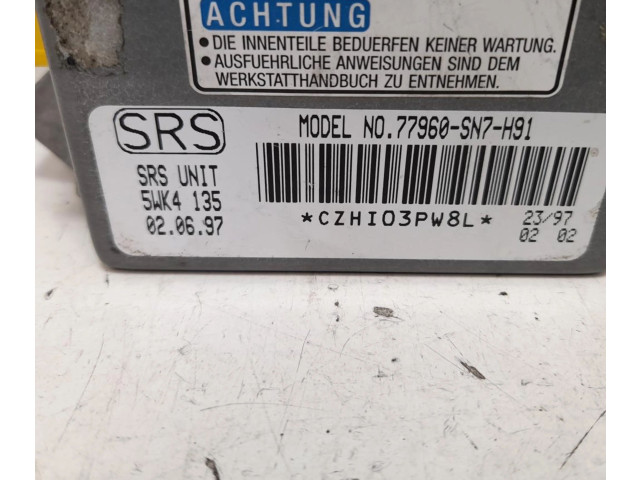 ACHTUNG
• DIE INNENTEILE BEDUERFEN KEINER WARTUNG.
• AUSFUEHRLICHE ANWEISUNGEN SIND DEM
WERKSTATTHANDBUCH ZU ENTNEHMEN.
SRS
MODEL NO.77960-SN7-H91
SRS UNIT
5WK4 135
02.06.97
*CZHI03PW8L*
23/97
02 02